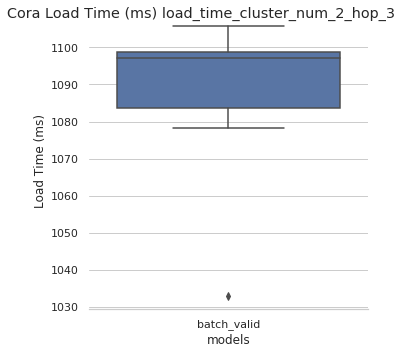 Cora Load Time (ms) load_time_cluster_num_2_hop_3
1100
1090
1080
1070
1060
1050
1040
1030
Load Time (ms)
batch_valid
models